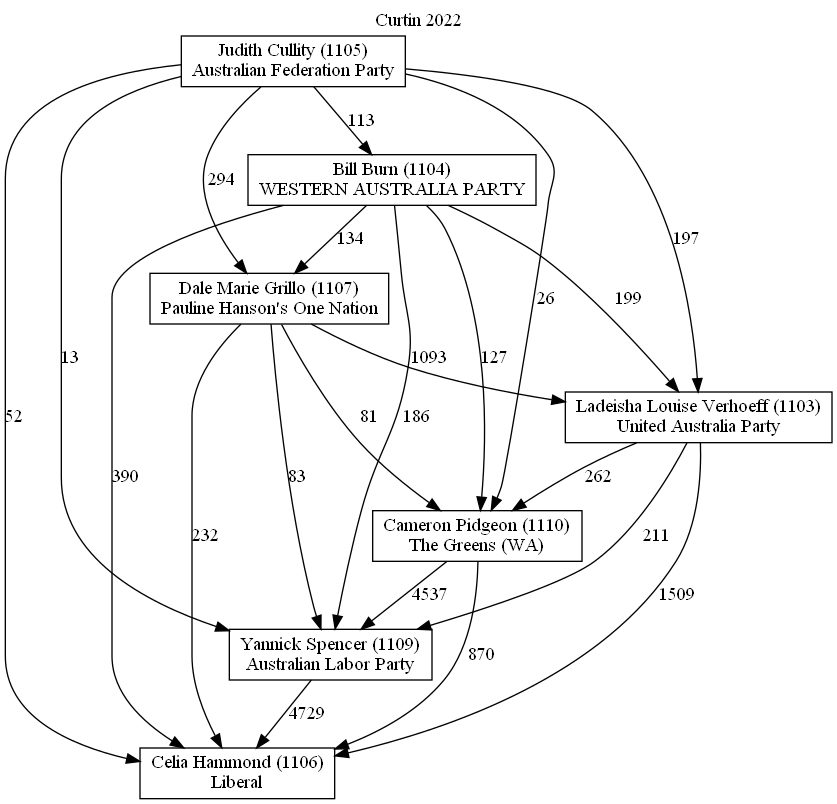 Curtin 2022
Judith Cullity (1105)
Australian Federation Party
113
294
Bill Burn (1104)
WESTERN AUSTRALIA PARTY
134
197
Dale Marie Grillo (1107)
Pauline Hanson's One Nation
26
199
13
1093
127
52
81
186
Ladeisha Louise Verhoeff (1103)
United Australia Party
390
83
262
232
Cameron Pidgeon (1110)
The Greens (WA)
211
4537
1509
Yannick Spencer (1109)
Australian Labor Party
870
4729
Celia Hammond (1106)
Liberal